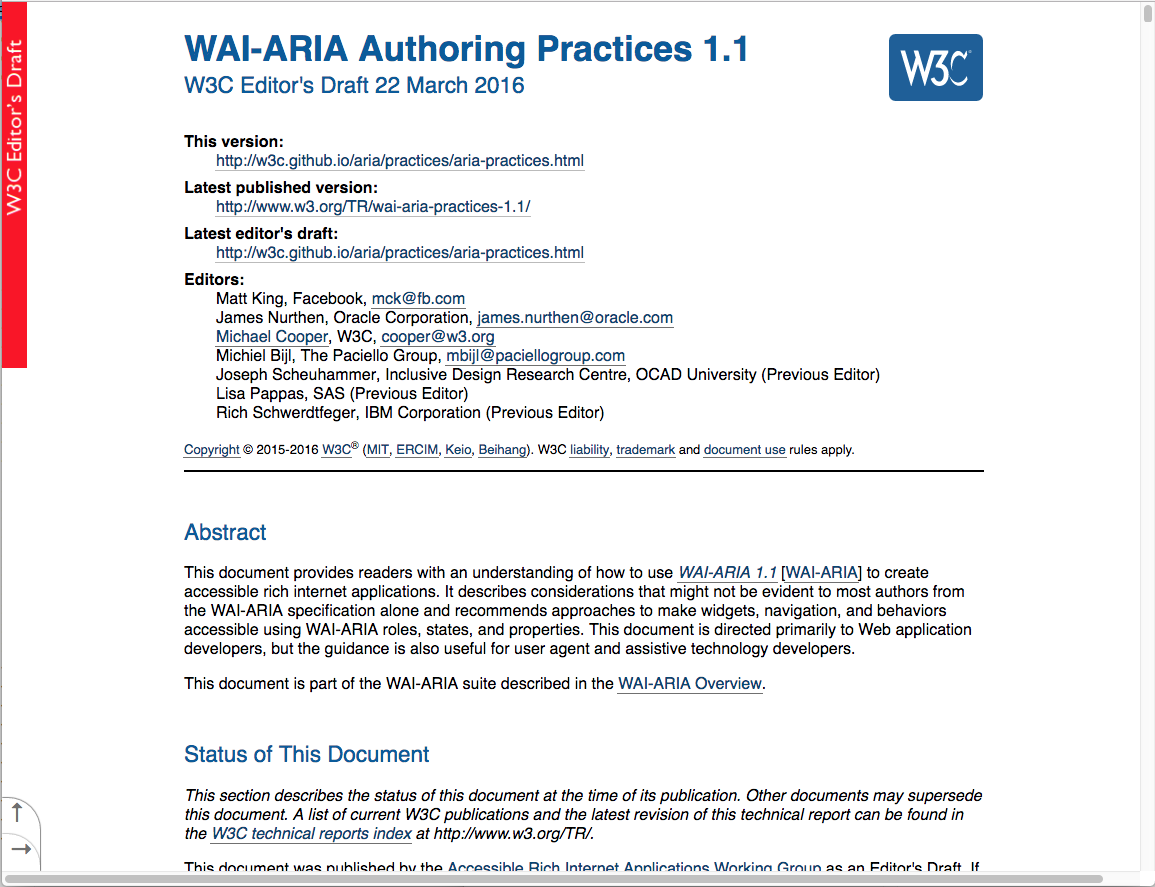 W3C Editor's Draft
WAI-ARIA Authoring Practices 1.1
W3C®
W3C Editor's Draft 22 March 2016
This version:
http://w3c.github.io/aria/practices/aria-practices.html
Latest published version:
http://www.w3.org/TR/wai-aria-practices-1.1/
Latest editor's draft:
http://w3c.github.io/aria/practices/aria-practices.html
Editors:
Matt King, Facebook, mck@fb.com
James Nurthen, Oracle Corporation, james.nurthen@oracle.com
Michael Cooper, W3C, cooper@w3.org
Michiel Bijl, The Paciello Group, mbijl@paciellogroup.com
Joseph Scheuhammer, Inclusive Design Research Centre, OCAD University (Previous Editor)
Lisa Pappas, SAS (Previous Editor)
Rich Schwerdtfeger, IBM Corporation (Previous Editor)
Copyright © 2015-2016 W3C® (MIT, ERCIM, Keio, Beihang). W3C liability, trademark and document use rules apply.
Abstract
This document provides readers with an understanding of how to use WAI-ARIA 1.1 [WAI-ARIA] to create
accessible rich internet applications. It describes considerations that might not be evident to most authors from
the WAI-ARIA specification alone and recommends approaches to make widgets, navigation, and behaviors
accessible using WAI-ARIA roles, states, and properties. This document is directed primarily to Web application
developers, but the guidance is also useful for user agent and assistive technology developers.
This document is part of the WAI-ARIA suite described in the WAI-ARIA Overview.
Status of This Document
This section describes the status of this document at the time of its publication. Other documents may supersede
this document. A list of current W3C publications and the latest revision of this technical report can be found in
the W3C technical reports index at http://www.w3.org/TR/.
This document was published by the Accessible Rich Internet Applications Working Group as an Editor's Draft. If